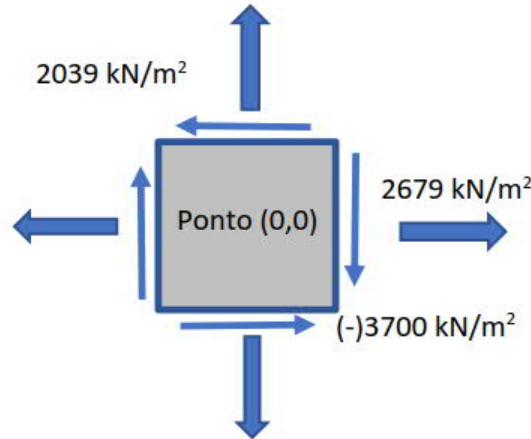 2039 kN/m²
2679 kN/m²
Ponto (0,0)
(-)3700 kN/m²